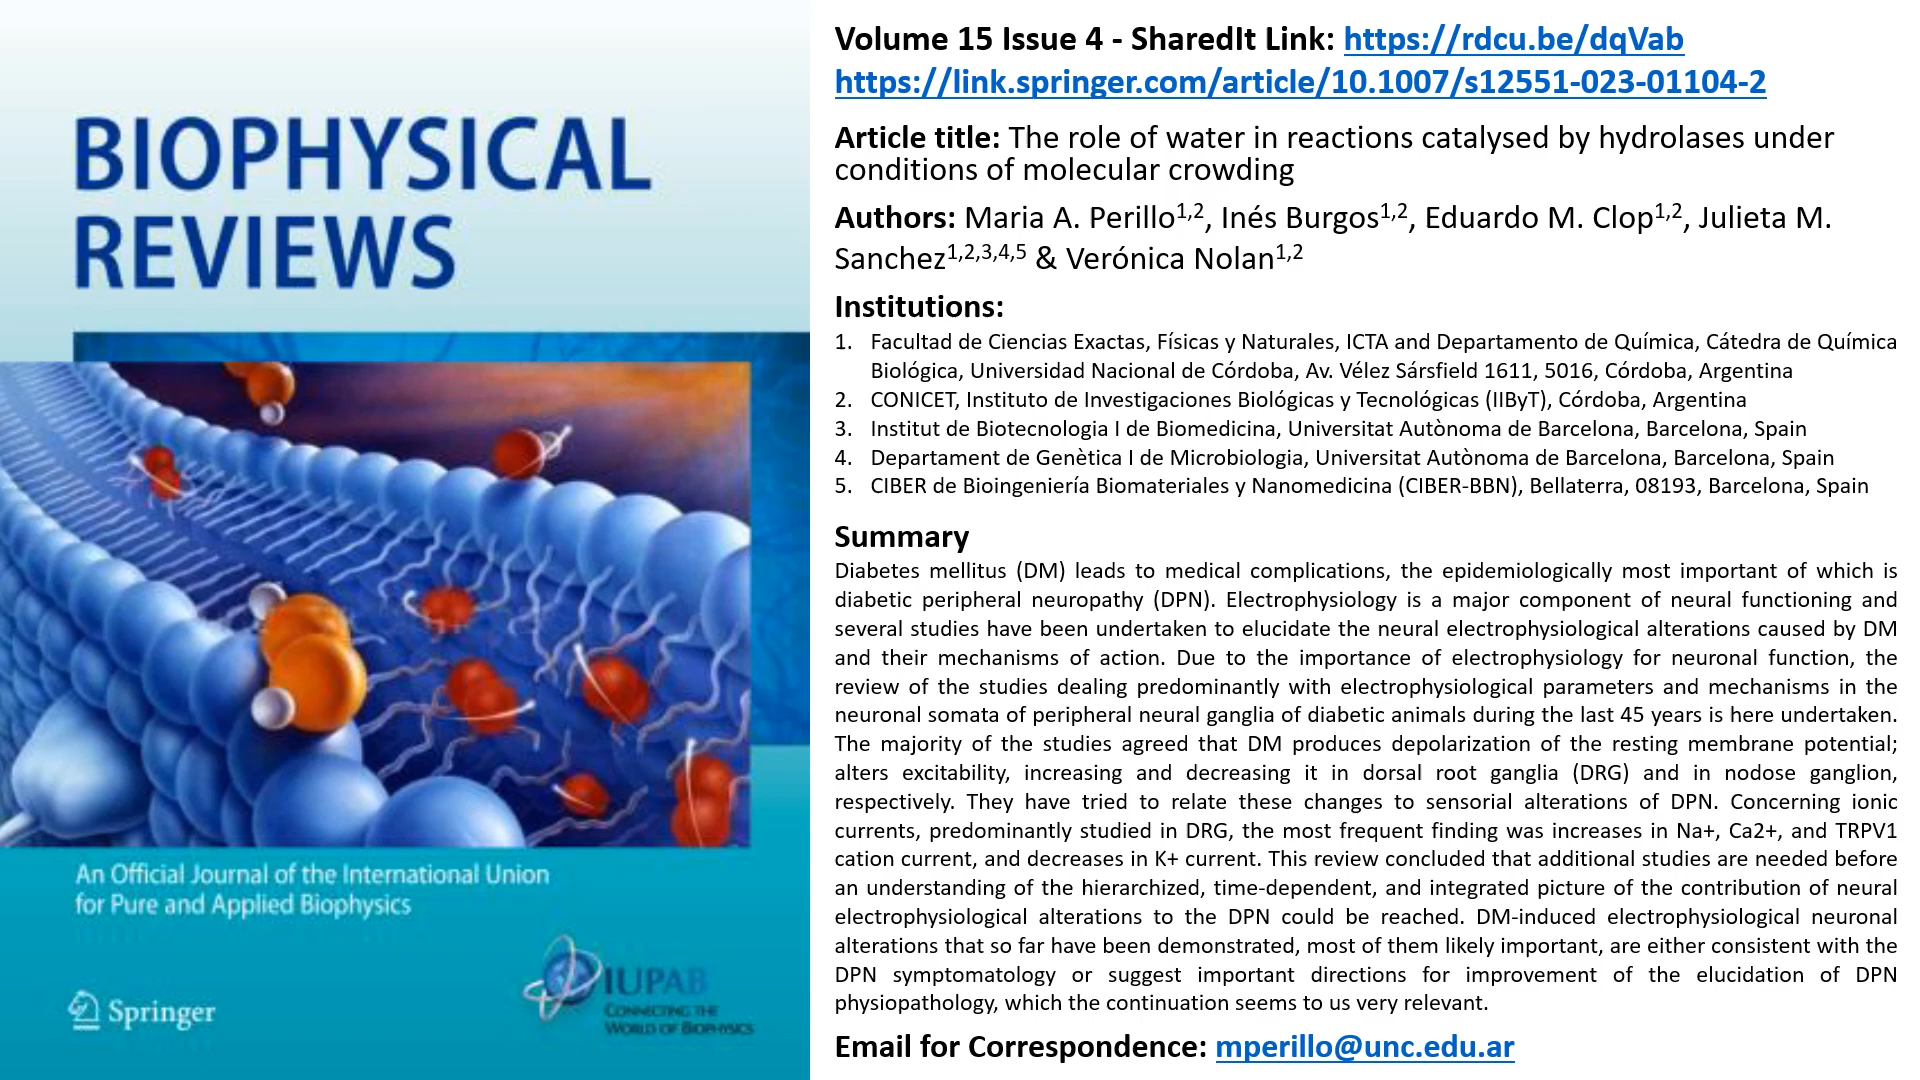 BIOPHYSICAL
REVIEWS
An Official Journal of the International Union
for Pure and Applied Biophysics
Springer
IUPAB
CONNECTING THE
WORLD OF BIOPHYSICS
Volume 15 Issue 4 - SharedIt Link: https://rdcu.be/dqVab
https://link.springer.com/article/10.1007/s12551-023-01104-2
Article title: The role of water in reactions catalysed by hydrolases under
conditions of molecular crowding
Authors: Maria A. Perillo1,2, Inés Burgos1,2, Eduardo M. Clop1,2, Julieta M.
Sanchez1,2,3,4,5 & Verónica Nolan1,2
Institutions:
1. Facultad de Ciencias Exactas, Físicas y Naturales, ICTA and Departamento de Química, Cátedra de Química
Biológica, Universidad Nacional de Córdoba, Av. Vélez Sársfield 1611, 5016, Córdoba, Argentina
2. CONICET, Instituto de Investigaciones Biológicas y Tecnológicas (IIByT), Córdoba, Argentina
3. Institut de Biotecnologia I de Biomedicina, Universitat Autònoma de Barcelona, Barcelona, Spain
4. Departament de Genètica I de Microbiologia, Universitat Autònoma de Barcelona, Barcelona, Spain
5. CIBER de Bioingeniería Biomateriales y Nanomedicina (CIBER-BBN), Bellaterra, 08193, Barcelona, Spain
Summary
Diabetes mellitus (DM) leads to medical complications, the epidemiologically most important of which is
diabetic peripheral neuropathy (DPN). Electrophysiology is a major component of neural functioning and
several studies have been undertaken to elucidate the neural electrophysiological alterations caused by DM
and their mechanisms of action. Due to the importance of electrophysiology for neuronal function, the
review of the studies dealing predominantly with electrophysiological parameters and mechanisms in the
neuronal somata of peripheral neural ganglia of diabetic animals during the last 45 years is here undertaken.
The majority of the studies agreed that DM produces depolarization of the resting membrane potential;
alters excitability, increasing and decreasing it in dorsal root ganglia (DRG) and in nodose ganglion,
respectively. They have tried to relate these changes to sensorial alterations of DPN. Concerning ionic
currents, predominantly studied in DRG, the most frequent finding was increases in Na+, Ca2+, and TRPV1
cation current, and decreases in K+ current. This review concluded that additional studies are needed before
an understanding of the hierarchized, time-dependent, and integrated picture of the contribution of neural
electrophysiological alterations to the DPN could be reached. DM-induced electrophysiological neuronal
alterations that so far have been demonstrated, most of them likely important, are either consistent with the
DPN symptomatology or suggest important directions for improvement of the elucidation of DPN
physiopathology, which the continuation seems to us very relevant.
Email for Correspondence: mperillo@unc.edu.ar